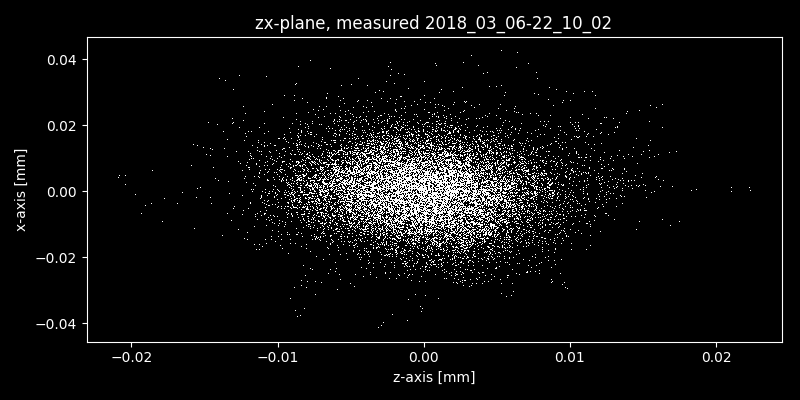 zx-plane, measured 2018_03_06-22_10_02
0.04
0.02
0.00
−0.02
−0.04
x-axis [mm]
−0.02 −0.01 0.00 0.01 0.02
z-axis [mm]